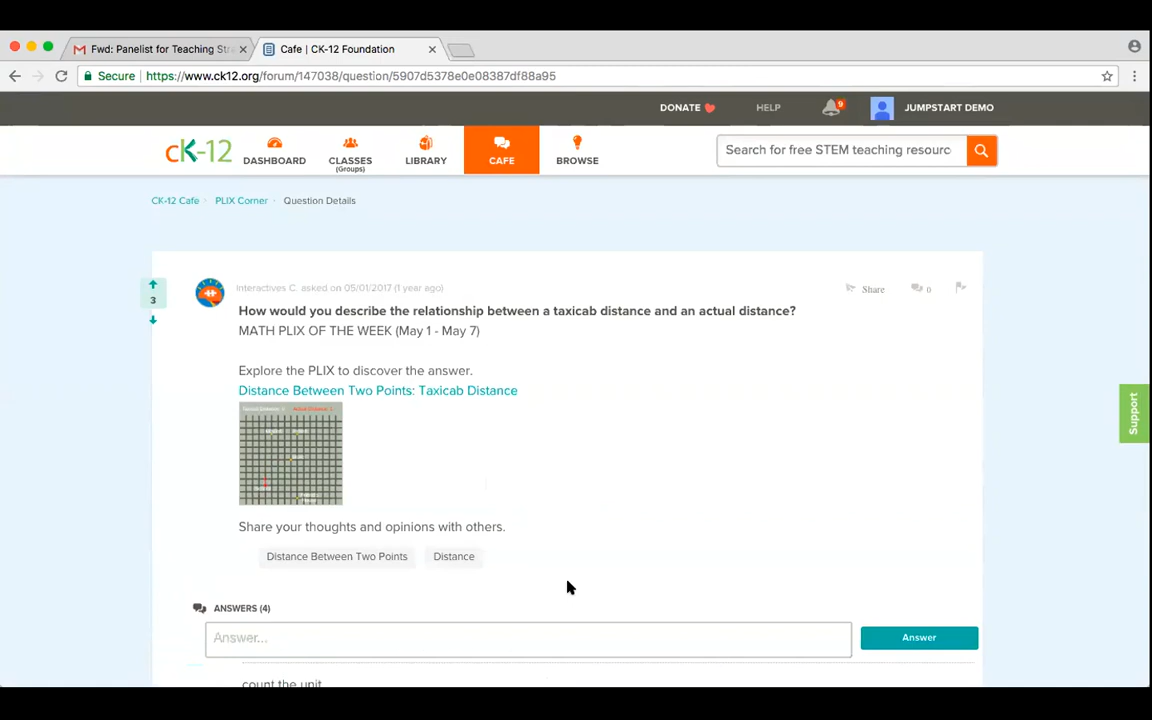 Fwd: Panelist for Teaching Stra
Cafe | CK-12 Foundation
Secure
https://www.ck12.org/forum/147038/question/5907d5378e0e08387df88a95
DONATE
HELP
9
JUMPSTART DEMO
cK-12
DASHBOARD
CLASSES
(Groups)
LIBRARY
CAFE
BROWSE
Search for free STEM teaching resourc
CK-12 Cafe
PLIX Corner
Question Details
3
Interactives C. asked on 05/01/2017 (1 year ago)
Share
0
How would you describe the relationship between a taxicab distance and an actual distance?
MATH PLIX OF THE WEEK (May 1 - May 7)
Explore the PLIX to discover the answer.
Distance Between Two Points: Taxicab Distance
Share your thoughts and opinions with others.
Distance Between Two Points
Distance
ANSWERS (4)
Answer...
Answer
count the unit
Support